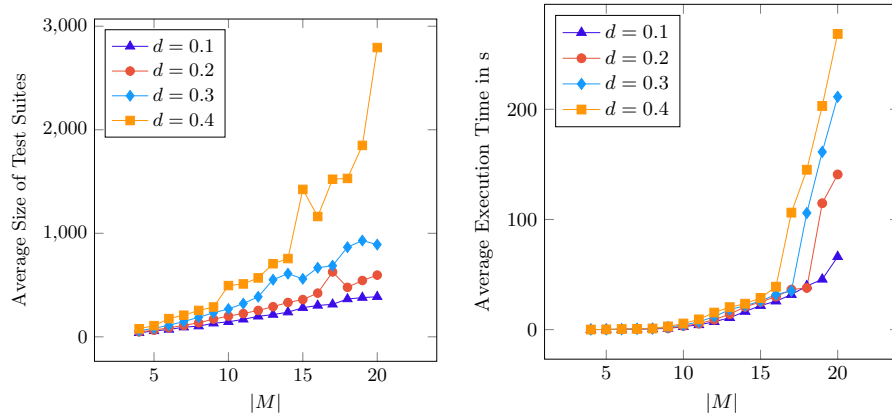 3,000
2,000
1,000
0
Average Size of Test Suites
d = 0.1
d = 0.2
d = 0.3
d = 0.4
5
10
15
20
|M|
200
100
0
Average Execution Time in s
d = 0.1
d = 0.2
d = 0.3
d = 0.4
5
10
15
20
|M|